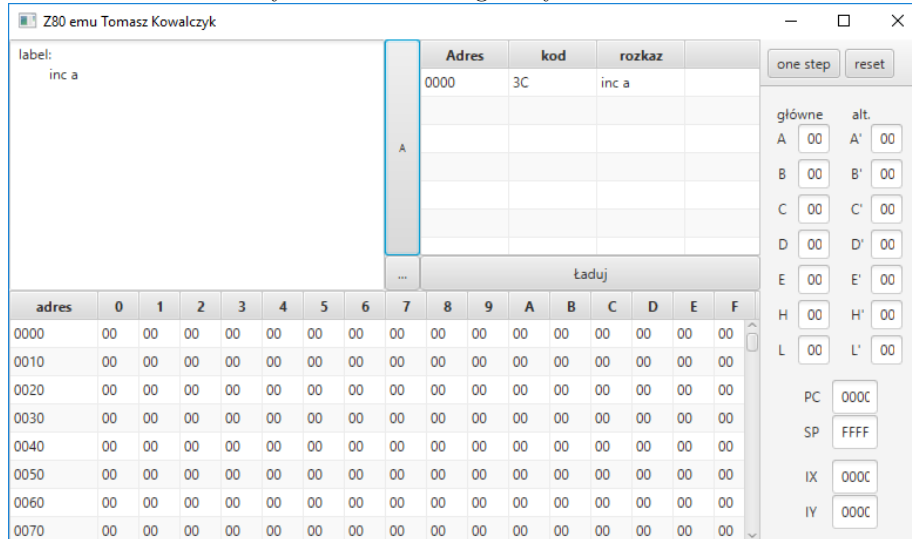 Z80 emu Tomasz Kowalczyk
label:
inc a
A
...
Adres kod rozkaz
0000 3C inc a
Ładuj
one step reset
główne alt.
A 00 A' 00
B 00 B' 00
C 00 C' 00
D 00 D' 00
E 00 E' 00
H 00 H' 00
L 00 L' 00
PC 0000
SP FFFF
IX 0000
IY 0000
adres 0 1 2 3 4 5 6 7 8 9 A B C D E F
0000 00 00 00 00 00 00 00 00 00 00 00 00 00 00 00 00
0010 00 00 00 00 00 00 00 00 00 00 00 00 00 00 00 00
0020 00 00 00 00 00 00 00 00 00 00 00 00 00 00 00 00
0030 00 00 00 00 00 00 00 00 00 00 00 00 00 00 00 00
0040 00 00 00 00 00 00 00 00 00 00 00 00 00 00 00 00
0050 00 00 00 00 00 00 00 00 00 00 00 00 00 00 00 00
0060 00 00 00 00 00 00 00 00 00 00 00 00 00 00 00 00
0070 00 00 00 00 00 00 00 00 00 00 00 00 00 00 00 00